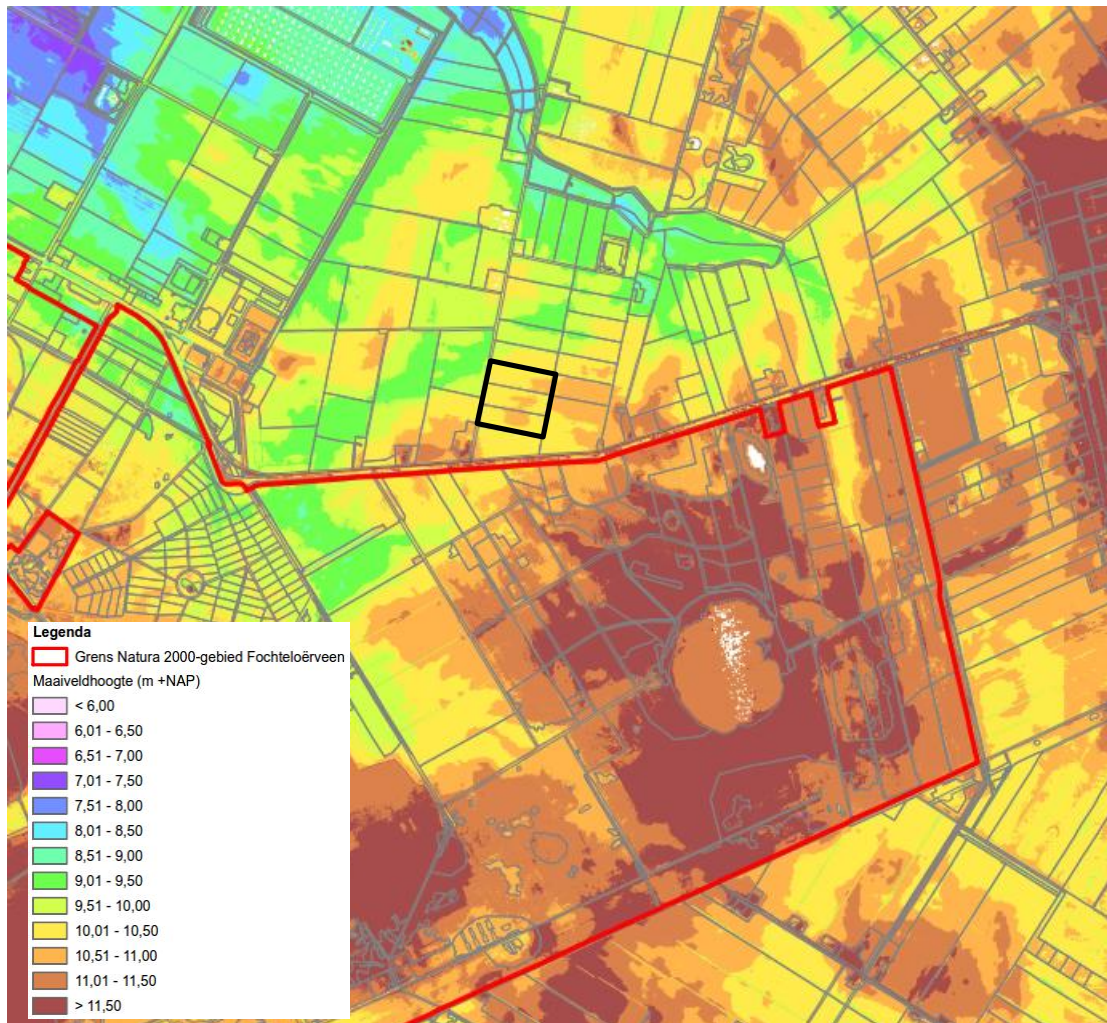 Legenda
Grens Natura 2000-gebied Fochteloërveen
Maaiveldhoogte (m +NAP)
< 6,00
6,01 - 6,50
6,51 - 7,00
7,01 - 7,50
7,51 - 8,00
8,01 - 8,50
8,51 - 9,00
9,01 - 9,50
9,51 - 10,00
10,01 - 10,50
10,51 - 11,00
11,01 - 11,50
> 11,50